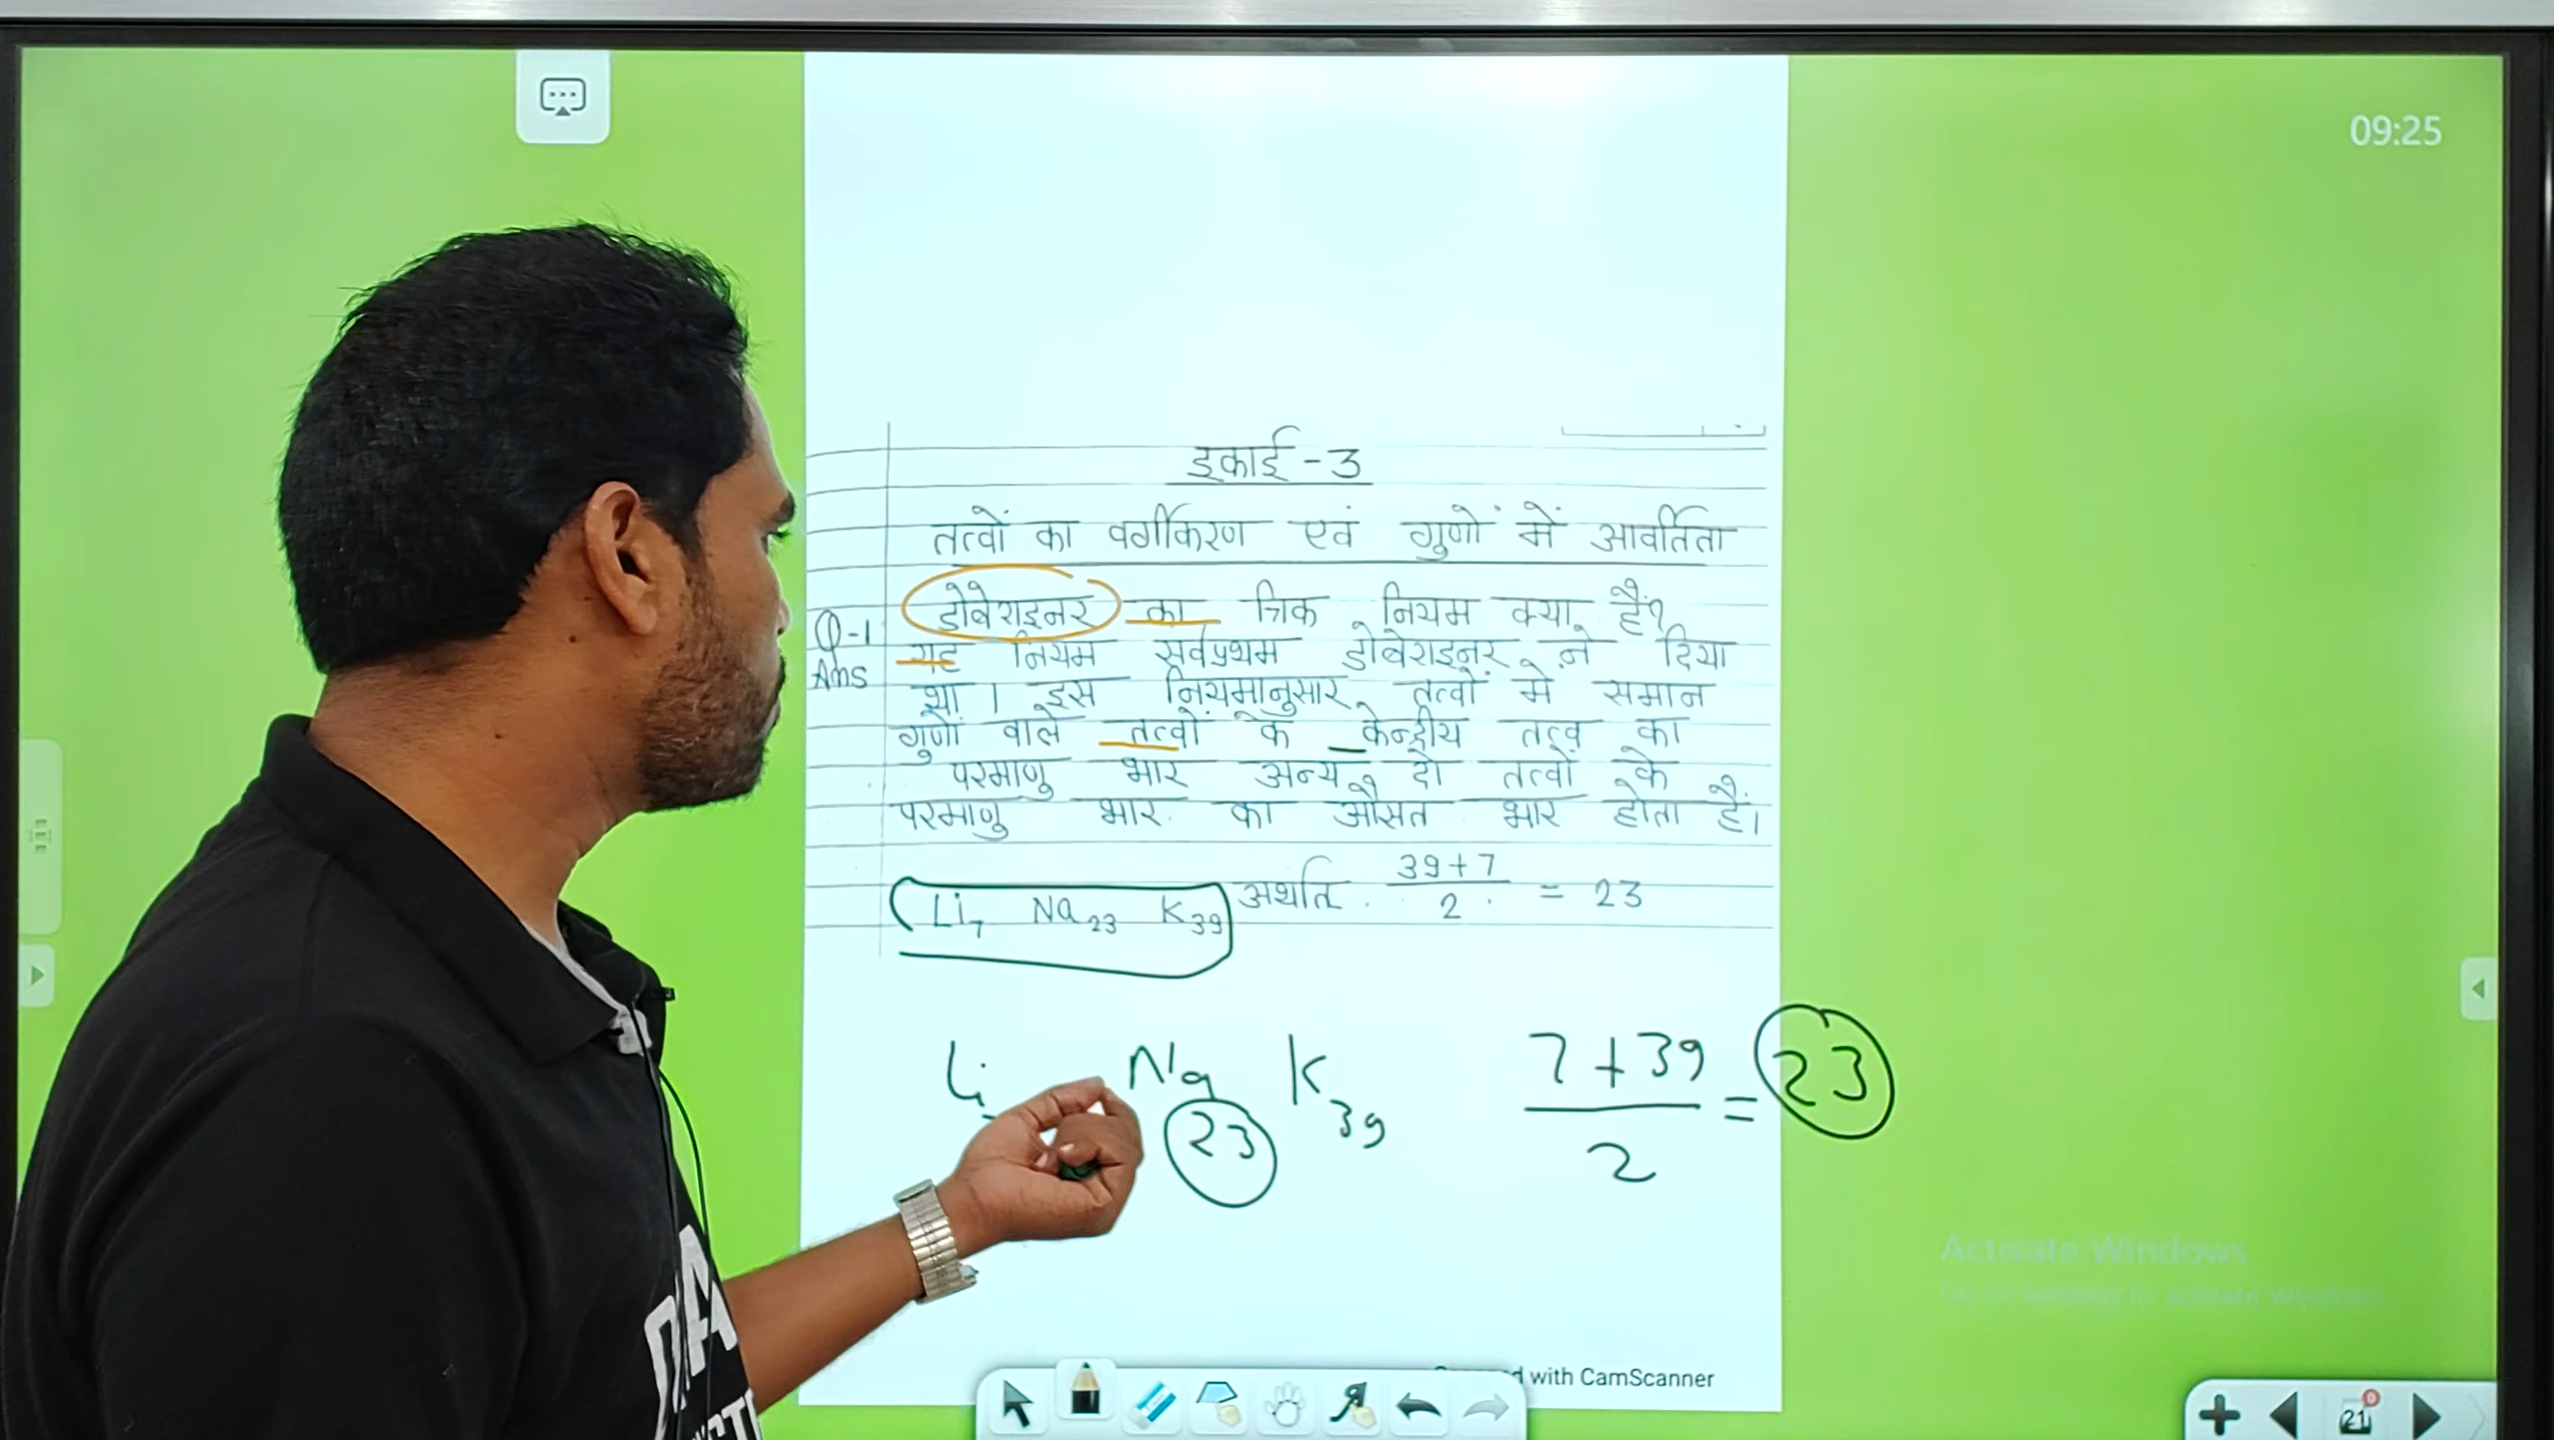 09:25
इकाई - 3
तत्वों का वर्गीकरण एवं गुणों में आवर्तिता
Q-1 डोबेराइनर का त्रिक नियम क्या हैं?
Ans यह नियम सर्वप्रथम डोबेराइनर ने दिया
था। इस नियमानुसार तत्वों मे समान
गुणों वाले तत्वों के केन्द्रीय तत्व का
परमाणु भार अन्य दो तत्वों के
परमाणु भार का औसत भार होता हैं।
Li7 Na23 K39 अर्थात 39+7/2 = 23
Li Na23 K39 7+39/2 = 23
Activate Windows
with CamScanner
21